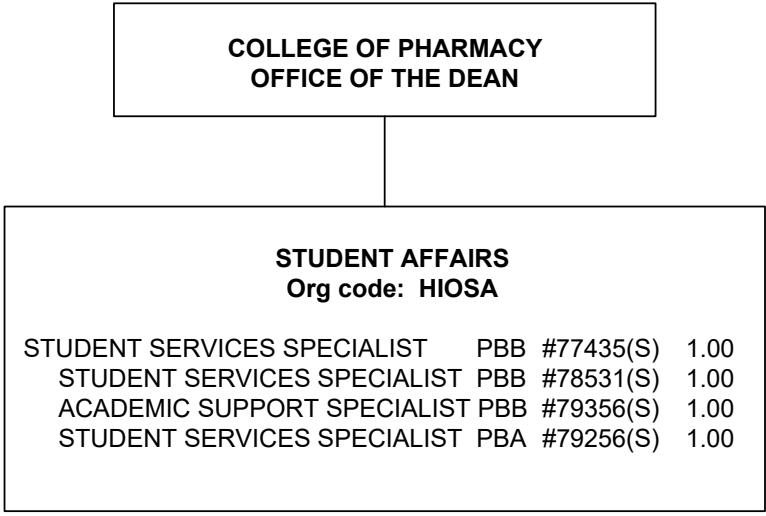 COLLEGE OF PHARMACY
OFFICE OF THE DEAN
STUDENT AFFAIRS
Org code: HIOSA
STUDENT SERVICES SPECIALIST PBB #77435(S) 1.00
STUDENT SERVICES SPECIALIST PBB #78531(S) 1.00
ACADEMIC SUPPORT SPECIALIST PBB #79356(S) 1.00
STUDENT SERVICES SPECIALIST PBA #79256(S) 1.00